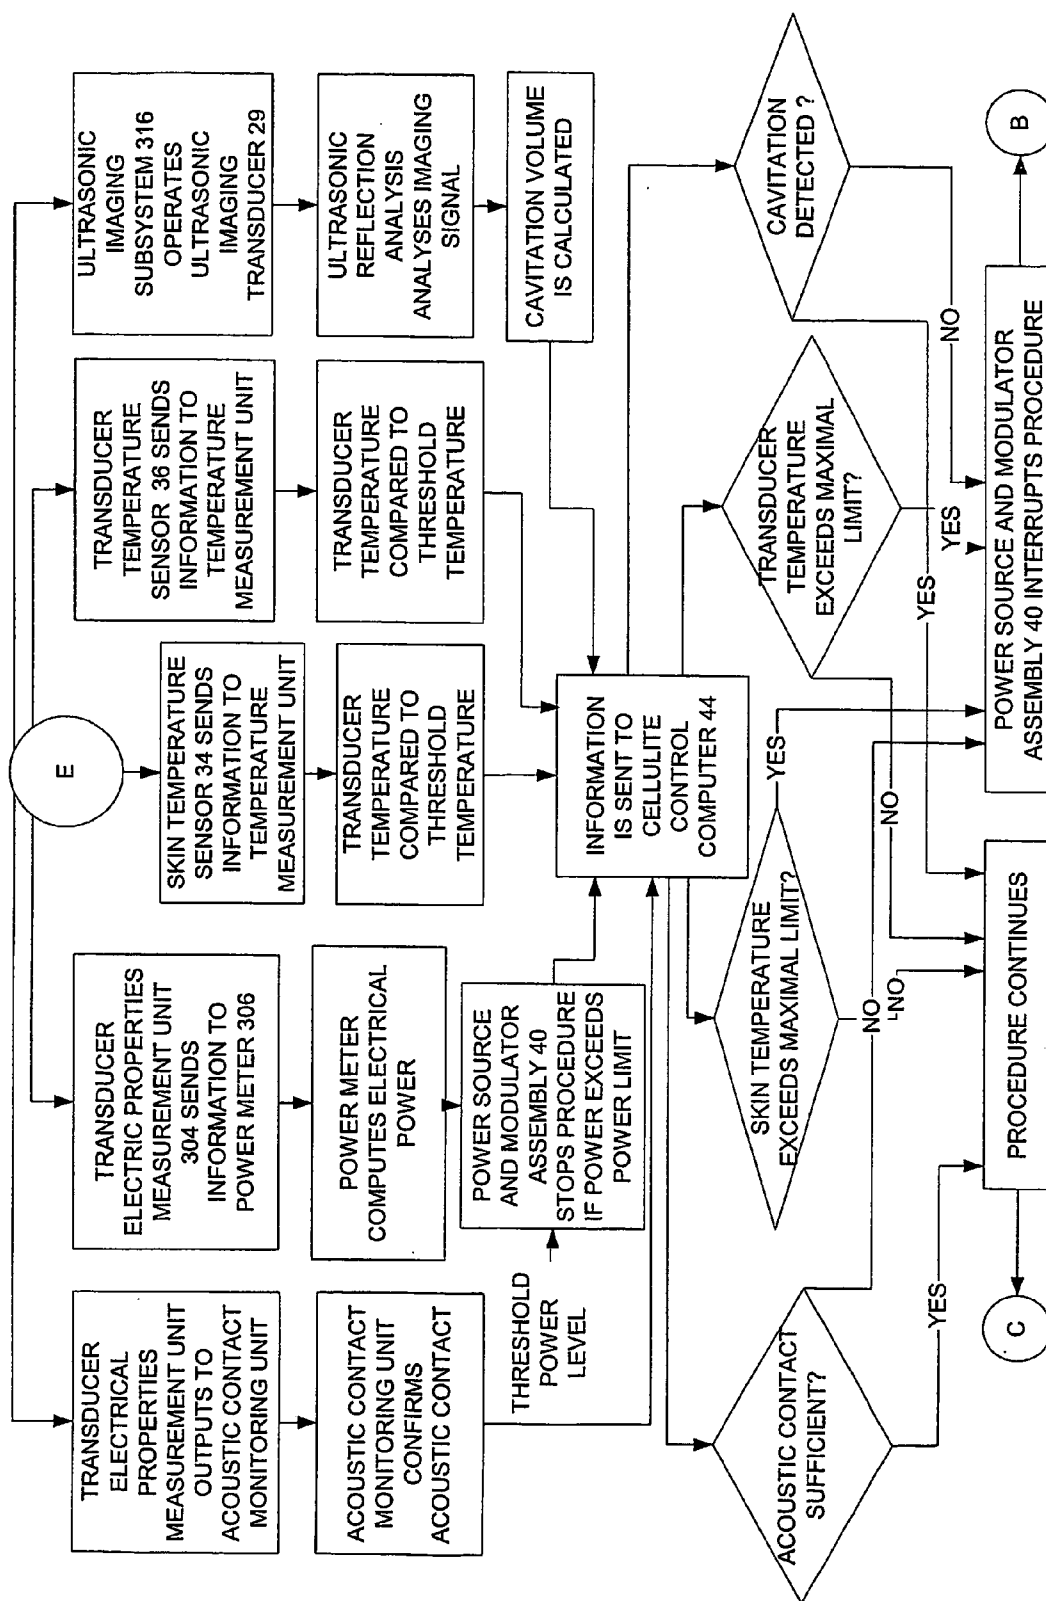 E
TRANSDUCER
ELECTRICAL
PROPERTIES
MEASUREMENT UNIT
OUTPUTS TO
ACOUSTIC CONTACT
MONITORING UNIT
TRANSDUCER
ELECTRIC PROPERTIES
MEASUREMENT UNIT
304 SENDS
INFORMATION TO
POWER METER 306
SKIN TEMPERATURE
SENSOR 34 SENDS
INFORMATION TO
TEMPERATURE
MEASUREMENT UNIT
TRANSDUCER
TEMPERATURE
SENSOR 36 SENDS
INFORMATION TO
TEMPERATURE
MEASUREMENT UNIT
ULTRASONIC
IMAGING
SUBSYSTEM 316
OPERATES
ULTRASONIC
IMAGING
TRANSDUCER 29
ACOUSTIC CONTACT
MONITORING UNIT
CONFIRMS
ACOUSTIC CONTACT
POWER METER
COMPUTES ELECTRICAL
POWER
TRANSDUCER
TEMPERATURE
COMPARED TO
THRESHOLD
TEMPERATURE
TRANSDUCER
TEMPERATURE
COMPARED TO
THRESHOLD
TEMPERATURE
ULTRASONIC
REFLECTION
ANALYSIS
ANALYSES IMAGING
SIGNAL
THRESHOLD
POWER
LEVEL
POWER SOURCE
AND MODULATOR
ASSEMBLY 40
STOPS PROCEDURE
IF POWER EXCEEDS
POWER LIMIT
CAVITATION VOLUME
IS CALCULATED
INFORMATION
IS SENT TO
CELLULITE
CONTROL
COMPUTER 44
ACOUSTIC CONTACT
SUFFICIENT?
SKIN TEMPERATURE
EXCEEDS MAXIMAL LIMIT?
TRANSDUCER
TEMPERATURE
EXCEEDS MAXIMAL
LIMIT?
CAVITATION
DETECTED ?
YES
NO
NO
YES
NO
YES
YES
NO
PROCEDURE CONTINUES
POWER SOURCE AND MODULATOR
ASSEMBLY 40 INTERRUPTS PROCEDURE
C
B